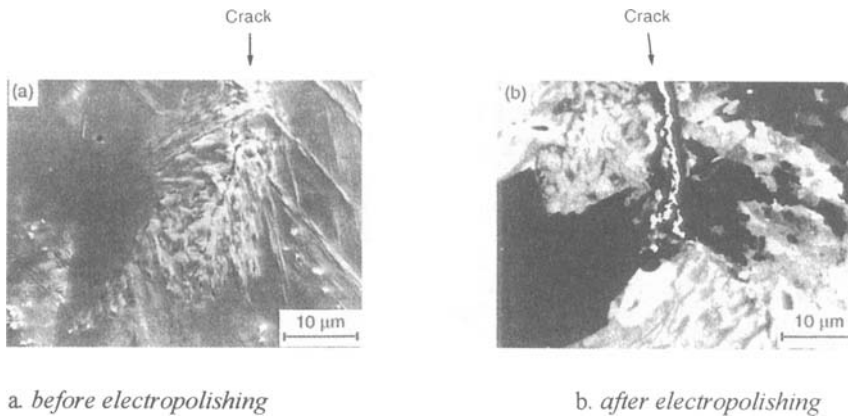 Crack
Crack
(a)
(b)
10 μm
10 μm
a. before electropolishing
b. after electropolishing